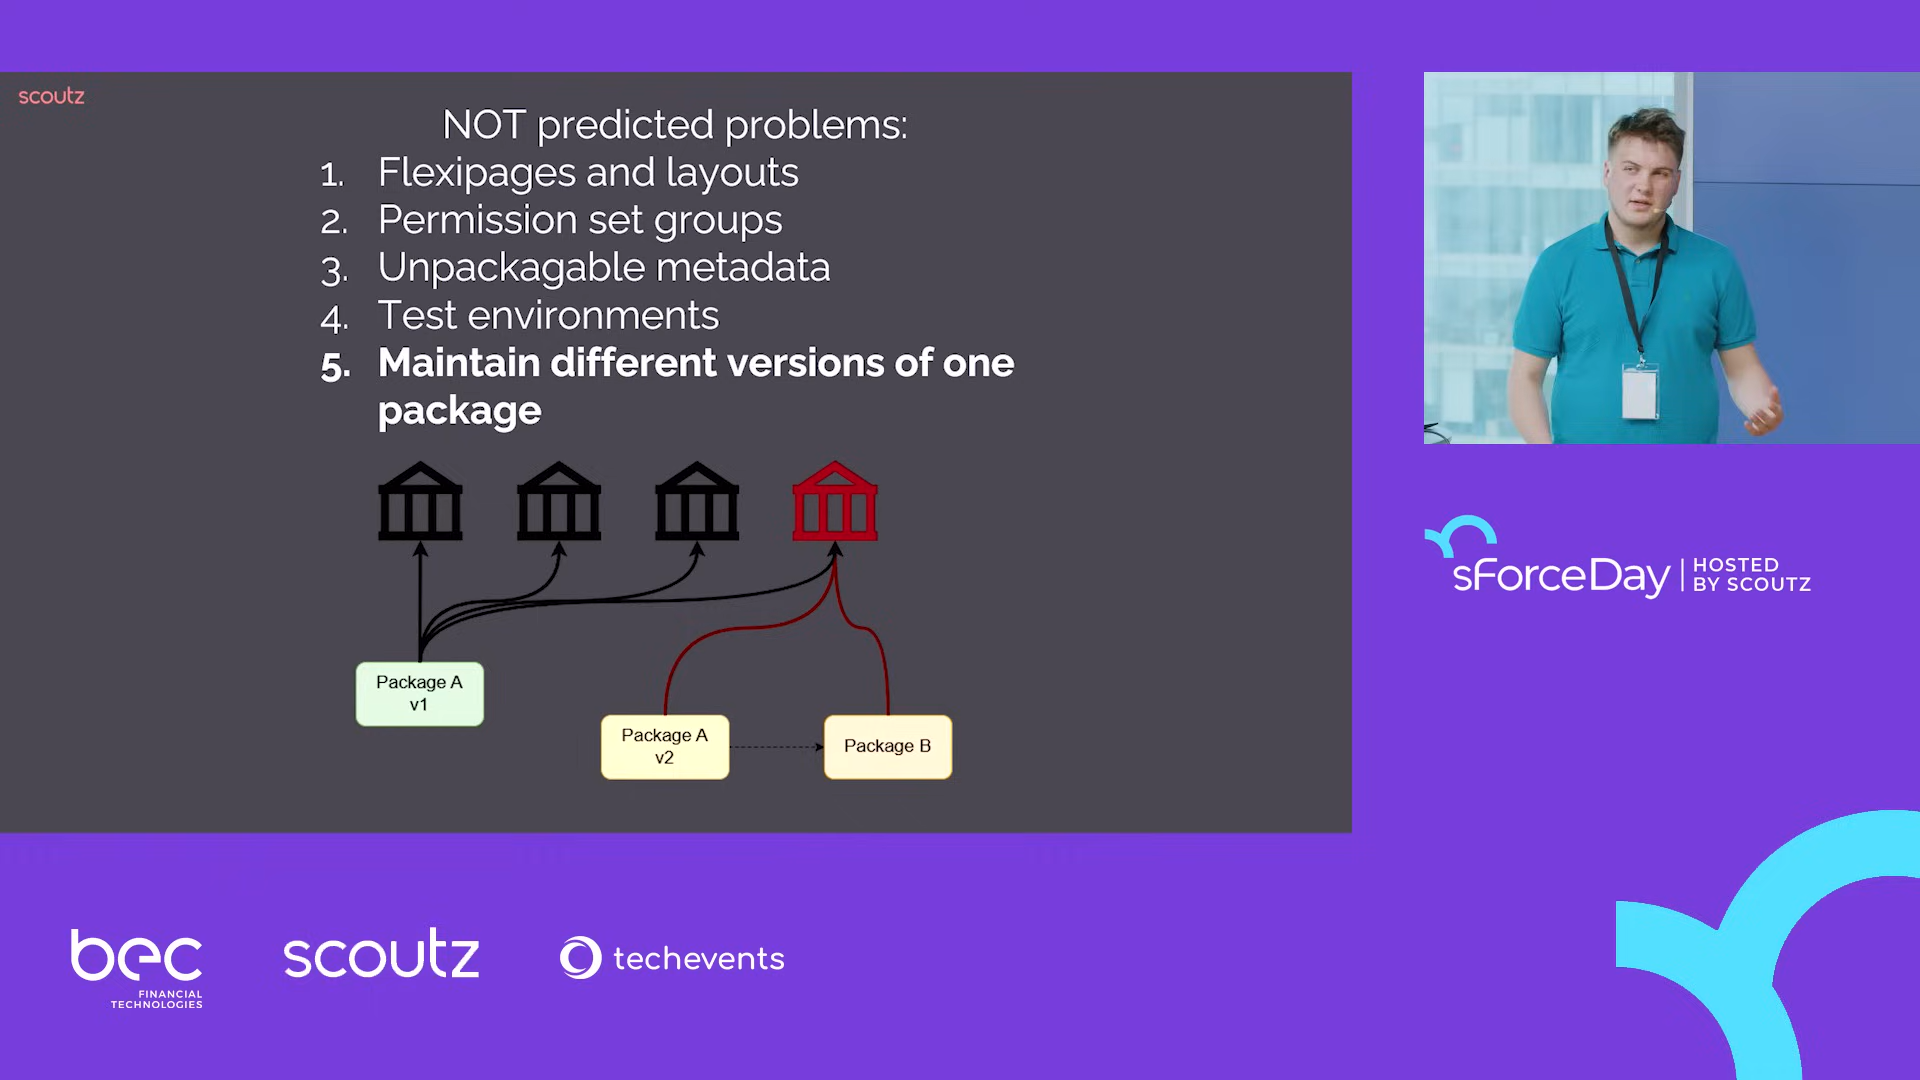 scoutz
NOT predicted problems:
1. Flexipages and layouts
2. Permission set groups
3. Unpackagable metadata
4. Test environments
5. Maintain different versions of one
package
Package A
v1
Package A
v2
Package B
sForceDay | HOSTED
BY SCOUTZ
bec
FINANCIAL
TECHNOLOGIES
scoutz
techevents